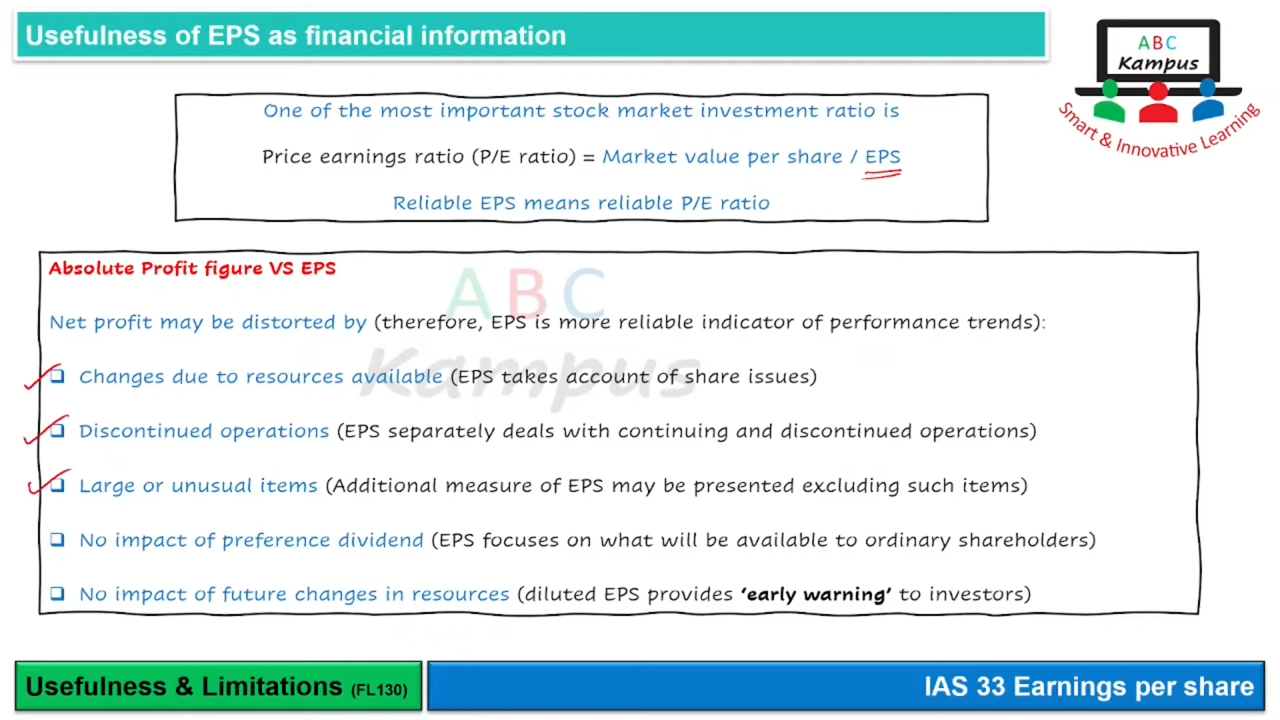 Usefulness of EPS as financial information
ABC
Kampus
Smart & Innovative Learning
One of the most important stock market investment ratio is
Price earnings ratio (P/E ratio) = Market value per share / EPS
Reliable EPS means reliable P/E ratio
ABC
Kampus
Absolute Profit figure VS EPS
Net profit may be distorted by (therefore, EPS is more reliable indicator of performance trends):
Changes due to resources available (EPS takes account of share issues)
Discontinued operations (EPS separately deals with continuing and discontinued operations)
Large or unusual items (Additional measure of EPS may be presented excluding such items)
No impact of preference dividend (EPS focuses on what will be available to ordinary shareholders)
No impact of future changes in resources (diluted EPS provides ‘early warning’ to investors)
Usefulness & Limitations (FL130)
IAS 33 Earnings per share